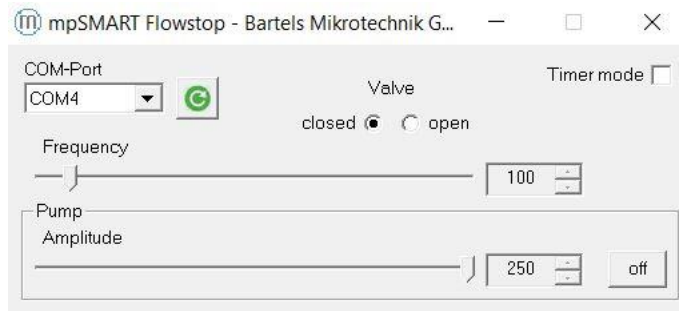 mpSMART Flowstop - Bartels Mikrotechnik G...
COM-Port
Timer mode
COM4
Valve
closed open
Frequency
100
Pump
Amplitude
250
off